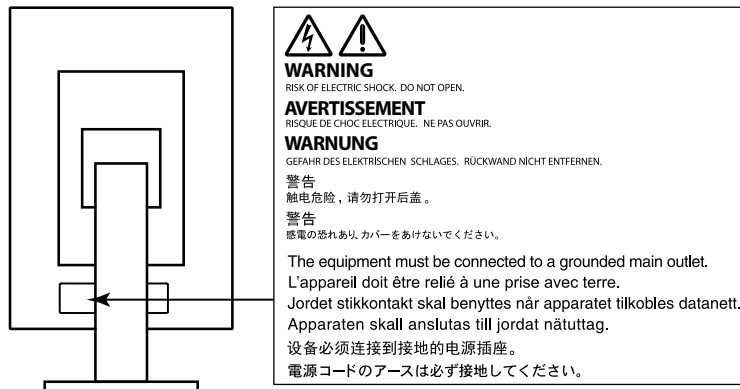 WARNING
RISK OF ELECTRIC SHOCK. DO NOT OPEN.
AVERTISSEMENT
RISQUE DE CHOC ELECTRIQUE. NE PAS OUVRIR.
WARNUNG
GEFAHR DES ELEKTRISCHEN SCHLAGES. RÜCKWAND NICHT ENTFERNEN.
警告
触电危险，请勿打开后盖。
警告
感電の恐れあり、カバーをあけないでください。
The equipment must be connected to a grounded main outlet.
L'appareil doit être relié à une prise avec terre.
Jordet stikkontakt skal benyttes når apparatet tilkobles datanett.
Apparaten skall anslutas till jordat nätuttag.
设备必须连接到接地的电源插座。
電源コードのアースは必ず接地してください。